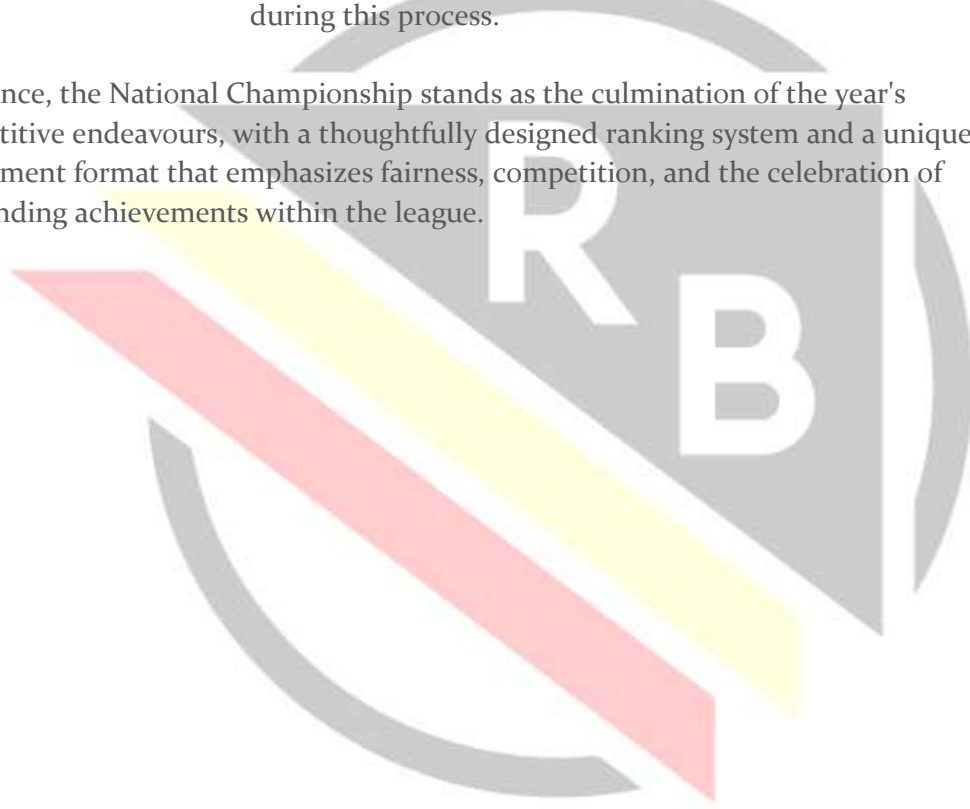 during this process.
nce, the National Championship stands as the culmination of the year's
titive endeavours, with a thoughtfully designed ranking system and a unique
ment format that emphasizes fairness, competition, and the celebration of
nding achievements within the league.
R
B